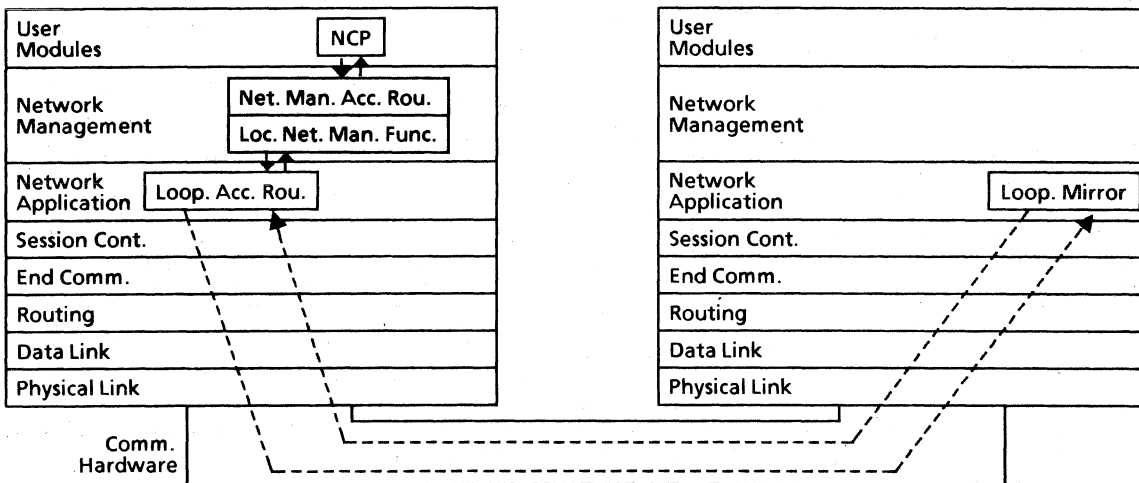 User
Modules
NCP
Network
Management
Net. Man. Acc. Rou.
Loc. Net. Man. Func.
Network
Application
Loop. Acc. Rou.
Session Cont.
End Comm.
Routing
Data Link
Physical Link
Comm.
Hardware
User
Modules
Network
Management
Network
Application
Loop. Mirror
Session Cont.
End Comm.
Routing
Data Link
Physical Link